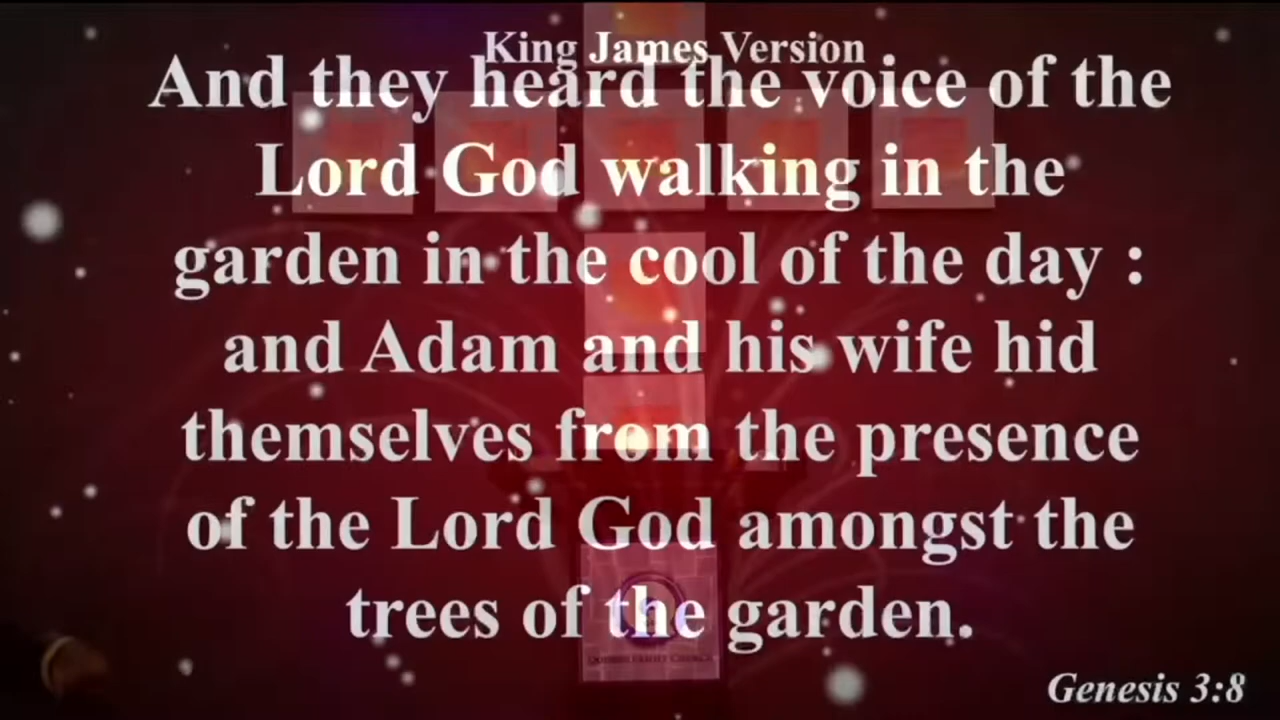 King James Version
And they heard the voice of the
Lord God walking in the
garden in the cool of the day :
and Adam and his wife hid
themselves from the presence
of the Lord God amongst the
trees of the garden.
FAMILY CHURCH
Genesis 3:8